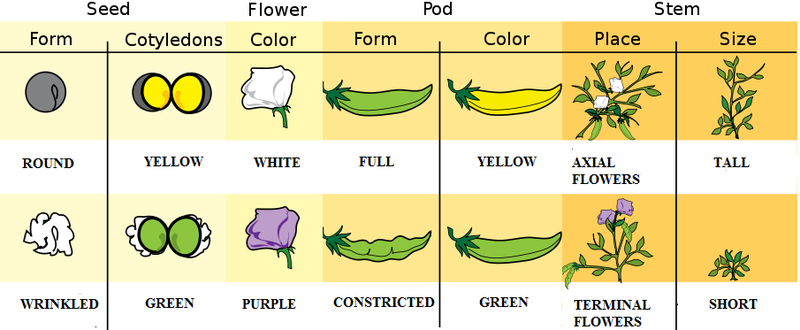 Seed Flower Pod Stem
Form Cotyledons Color Form Color Place Size
ROUND YELLOW WHITE FULL YELLOW AXIAL TALL
FLOWERS
WRINKLED GREEN PURPLE CONSTRICTED GREEN TERMINAL SHORT
FLOWERS